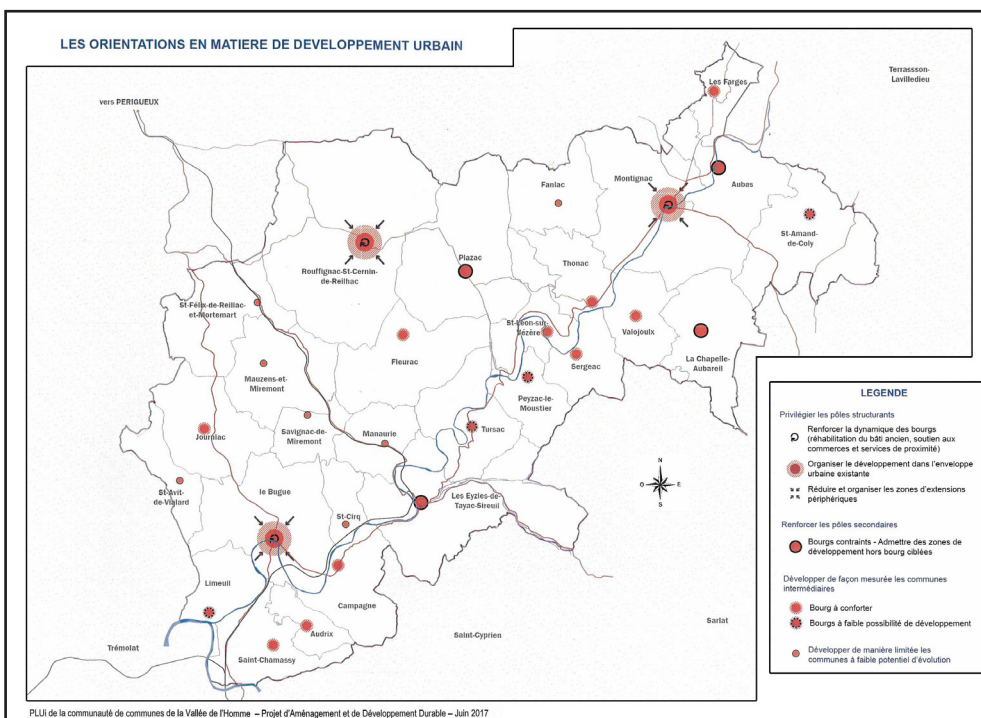 LES ORIENTATIONS EN MATIERE DE DEVELOPPEMENT URBAIN
Terrassson-
Lavilledieu
Les Farges
vers PERIGUEUX
Aubas
Montignac
Fanlac
St-Amand-
de-Coly
Plazac
Thonac
Rouffignac-St-Cernin-
de-Reilhac
St-Félix-de-Reillac
-et-Mortemart
St-Léon-sur-
Vézère
Valojoulx
La Chapelle-
Aubareil
Fleurac
Sergeac
Mauzens-et-
Miremont
Peyzac-le-
Moustier
Journiac
Savignac-de-
Miremont
Manaurie
Tursac
St-Avit-
de-Vialard
le Bugue
Les Eyzies-de-
Tayac-Sireuil
St-Cirq
Limeuil
Campagne
Audrix
Saint-Cyprien
Sarlat
Trémolat
Saint-Chamassy
N
O
E
S
LEGENDE
Privilégier les pôles structurants
Renforcer la dynamique des bourgs
(réhabilitation du bâti ancien, soutien aux
commerces et services de proximité)
Organiser le développement dans l'enveloppe
urbaine existante
Réduire et organiser les zones d'extensions
périphériques
Renforcer les pôles secondaires
Bourgs contraints - Admettre des zones de
développement hors bourg ciblées
Développer de façon mesurée les communes
intermédiaires
Bourg à conforter
Bourgs à faible possibilité de développement
Développer de manière limitée les
communes à faible potentiel d'évolution
PLUi de la communauté de communes de la Vallée de l'Homme – Projet d'Aménagement et de Développement Durable – Juin 2017